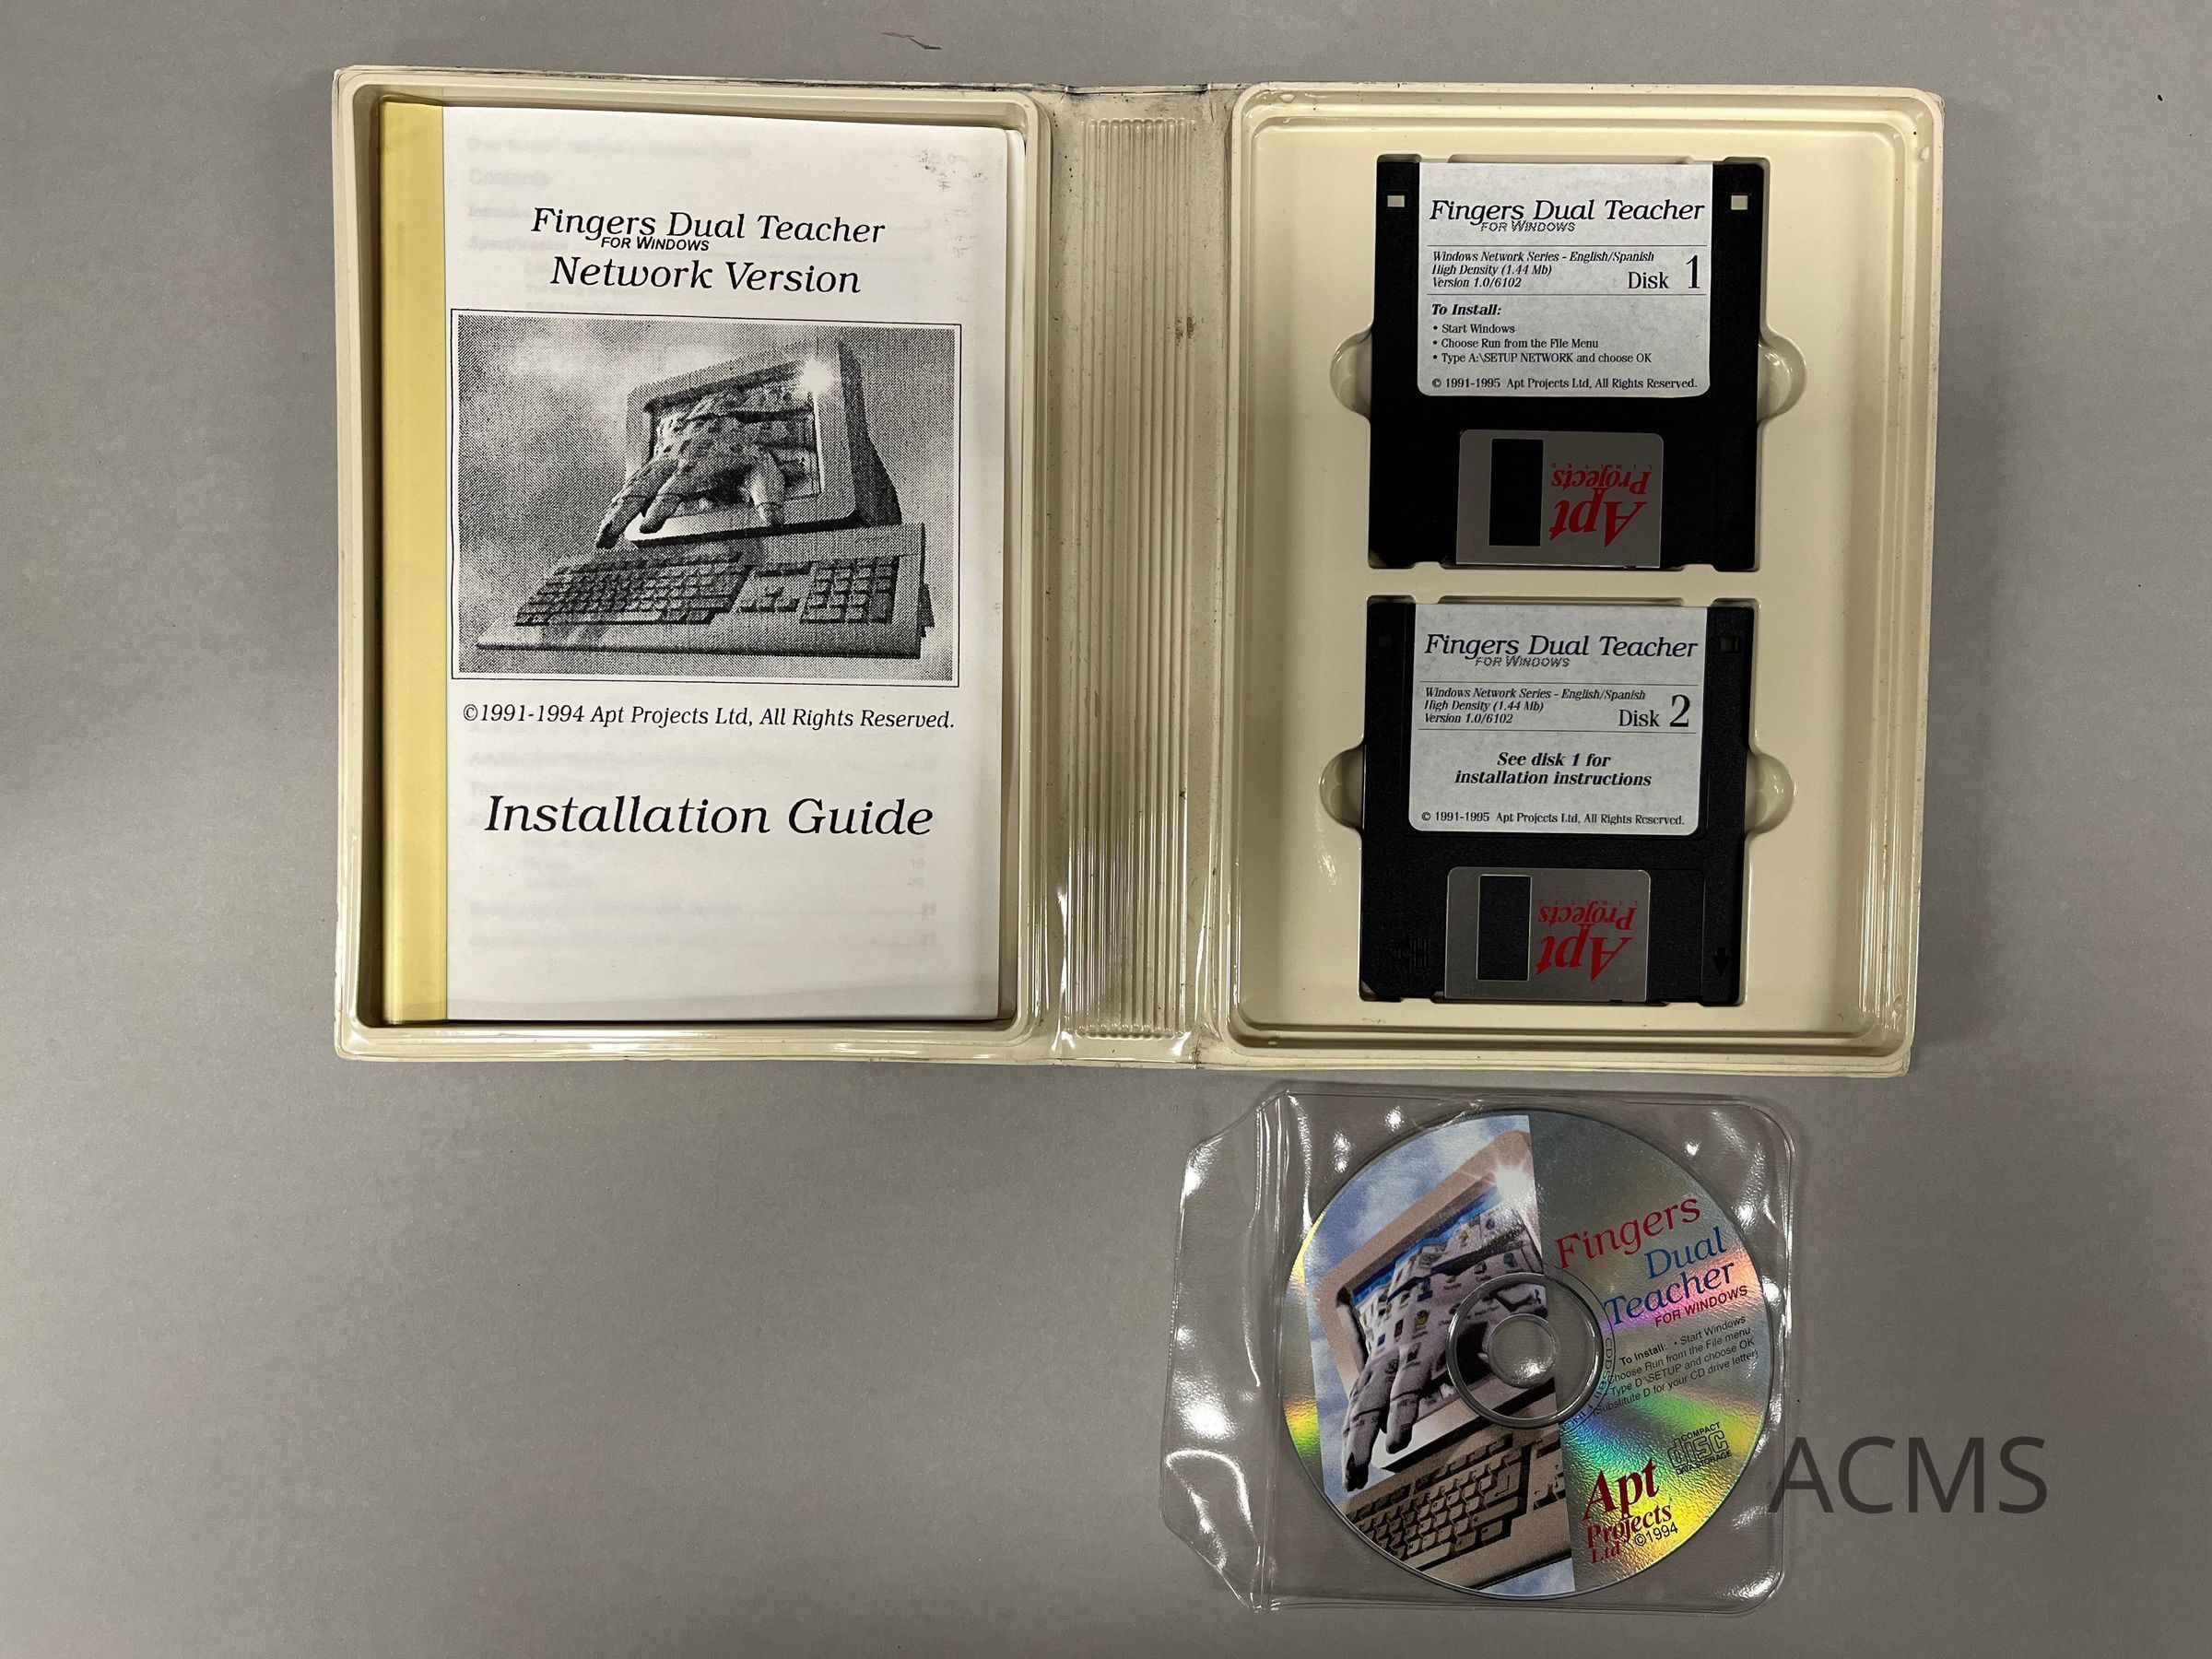 Contents
Fingers Dual Teacher
FOR WINDOWS
Network Version
©1991-1994 Apt Projects Ltd, All Rights Reserved.
Installation Guide
Fingers Dual Teacher
FOR WINDOWS
Windows Network Series - English/Spanish
High Density (1.44 Mb)
Version 1.0/6102
Disk 1
To Install:
• Start Windows
• Choose Run from the File Menu
• Type A:\SETUP NETWORK and choose OK
© 1991-1995 Apt Projects Ltd, All Rights Reserved.
Apt
Projects
LIMITED
Fingers Dual Teacher
FOR WINDOWS
Windows Network Series - English/Spanish
High Density (1.44 Mb)
Version 1.0/6102
Disk 2
See disk 1 for
installation instructions
© 1991-1995 Apt Projects Ltd, All Rights Reserved.
Apt
Projects
LIMITED
Fingers
Dual
Teacher
FOR WINDOWS
To Install: • Start Windows
Choose Run from the File menu
Type D:\SETUP and choose OK
(Substitute D for your CD drive letter)
COMPACT
disc
DATA STORAGE
Apt
Projects
Ltd ©1994
ACMS